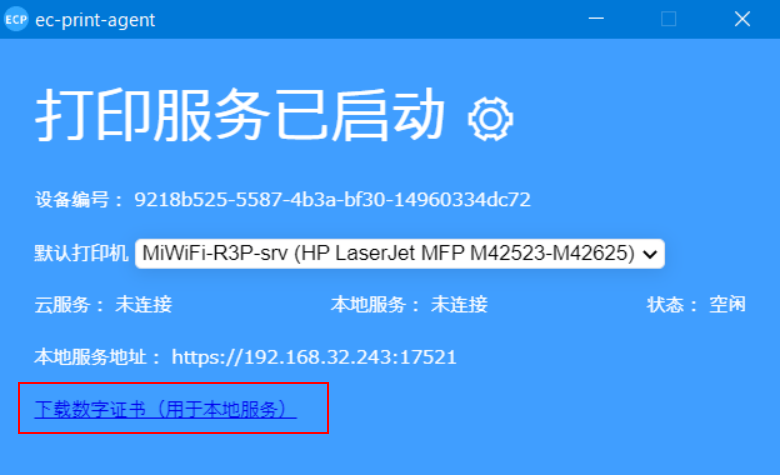 ECP ec-print-agent
打印服务已启动
设备编号： 9218b525-5587-4b3a-bf30-14960334dc72
默认打印机 MiWiFi-R3P-srv (HP LaserJet MFP M42523-M42625)
云服务： 未连接 本地服务： 未连接 状态： 空闲
本地服务地址： https://192.168.32.243:17521
下载数字证书（用于本地服务）